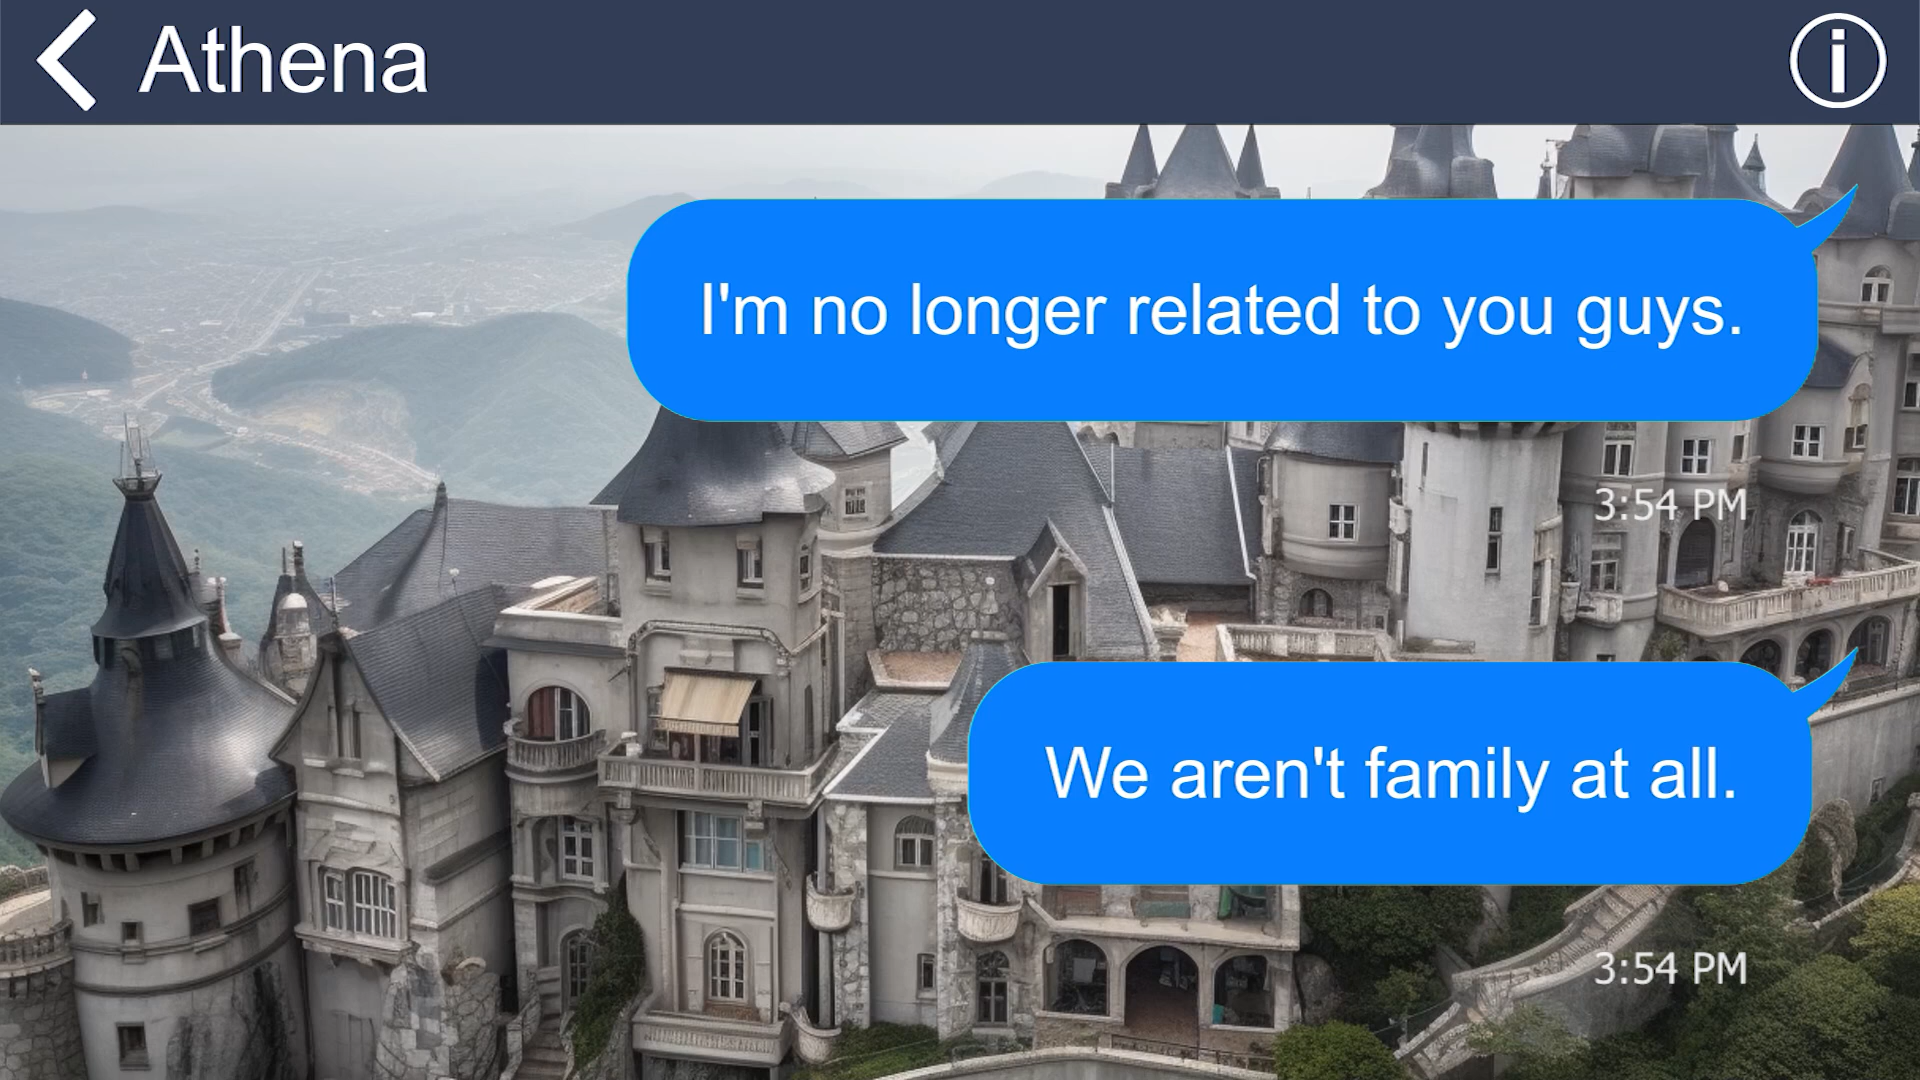 Athena
I'm no longer related to you guys.
3:54 PM
We aren't family at all.
3:54 PM